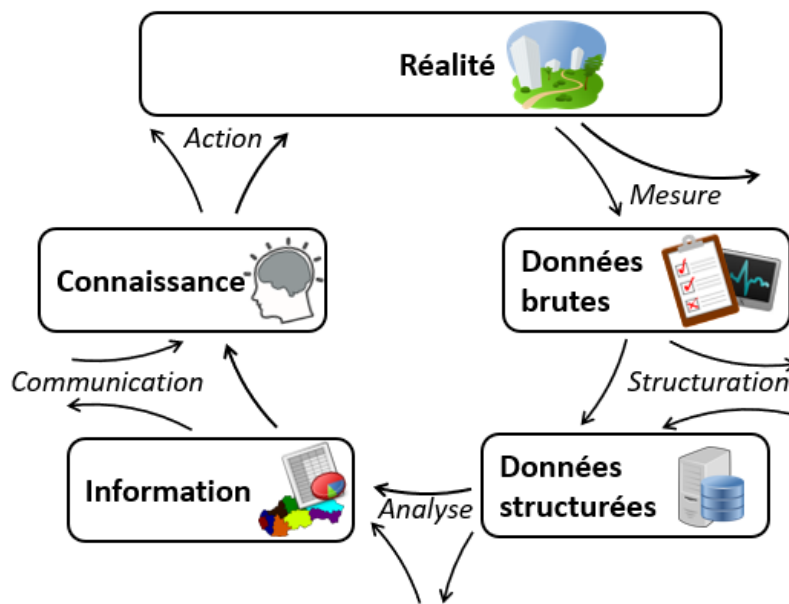 Réalité
Action
Mesure
Connaissance
Données
brutes
Communication
Structuration
Information
Analyse
Données
structurées